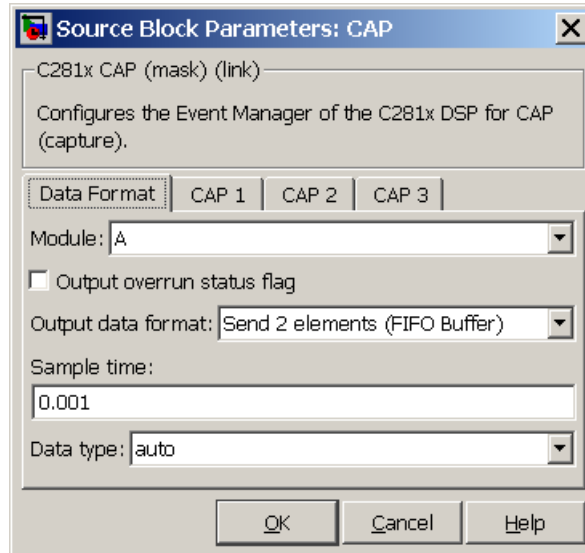 Source Block Parameters: CAP
C281x CAP (mask) (link)
Configures the Event Manager of the C281x DSP for CAP
(capture).
Data Format CAP 1 CAP 2 CAP 3
Module: A
Output overrun status flag
Output data format: Send 2 elements (FIFO Buffer)
Sample time:
0.001
Data type: auto
OK Cancel Help